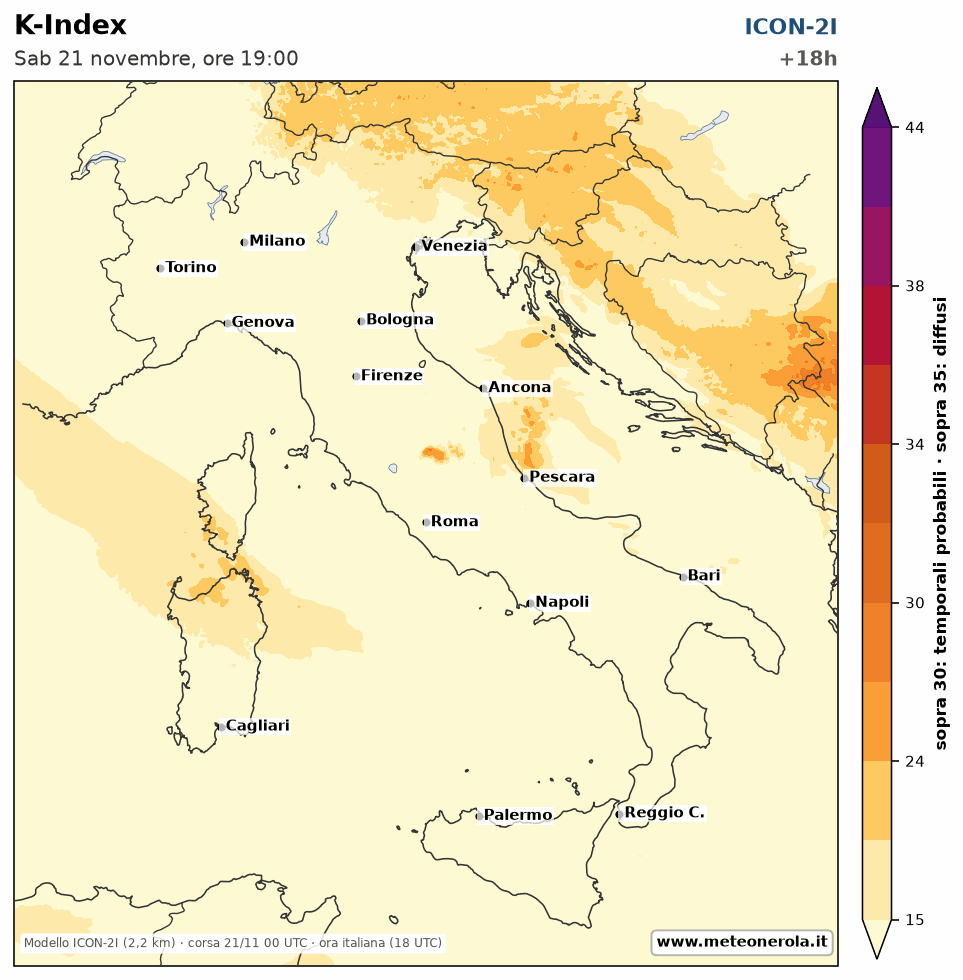 K-Index
ICON-2I
Sab 21 novembre, ore 19:00
+18h
44
38
34
30
24
15
sopra 30: temporali probabili · sopra 35: diffusi
Milano
Venezia
Torino
Genova
Bologna
Firenze
Ancona
Pescara
Roma
Bari
Napoli
Cagliari
Palermo
Reggio C.
Modello ICON-2I (2,2 km) · corsa 21/11 00 UTC · ora italiana (18 UTC)
www.meteonerola.it